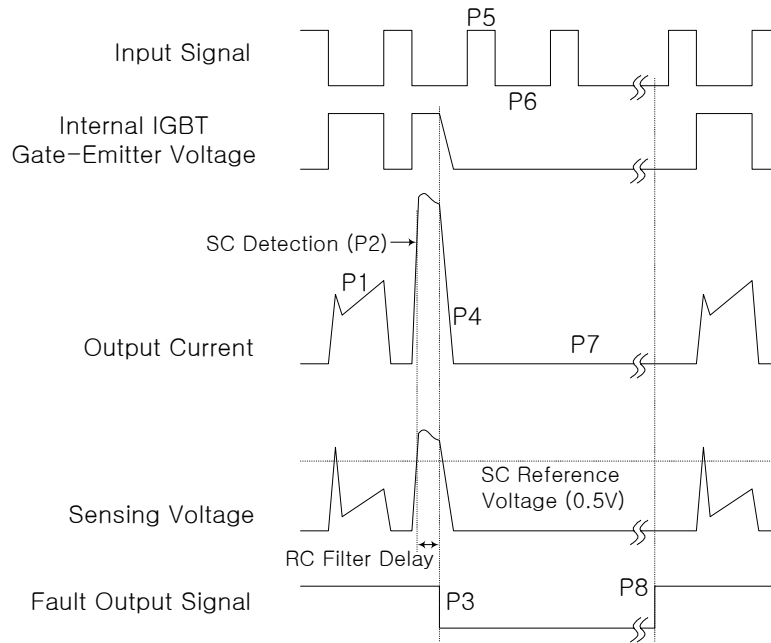 P5
Input Signal
P6
Internal IGBT
Gate-Emitter Voltage
SC Detection (P2)
P1
P4
Output Current
P7
SC Reference
Voltage (0.5V)
Sensing Voltage
RC Filter Delay
Fault Output Signal
P3
P8